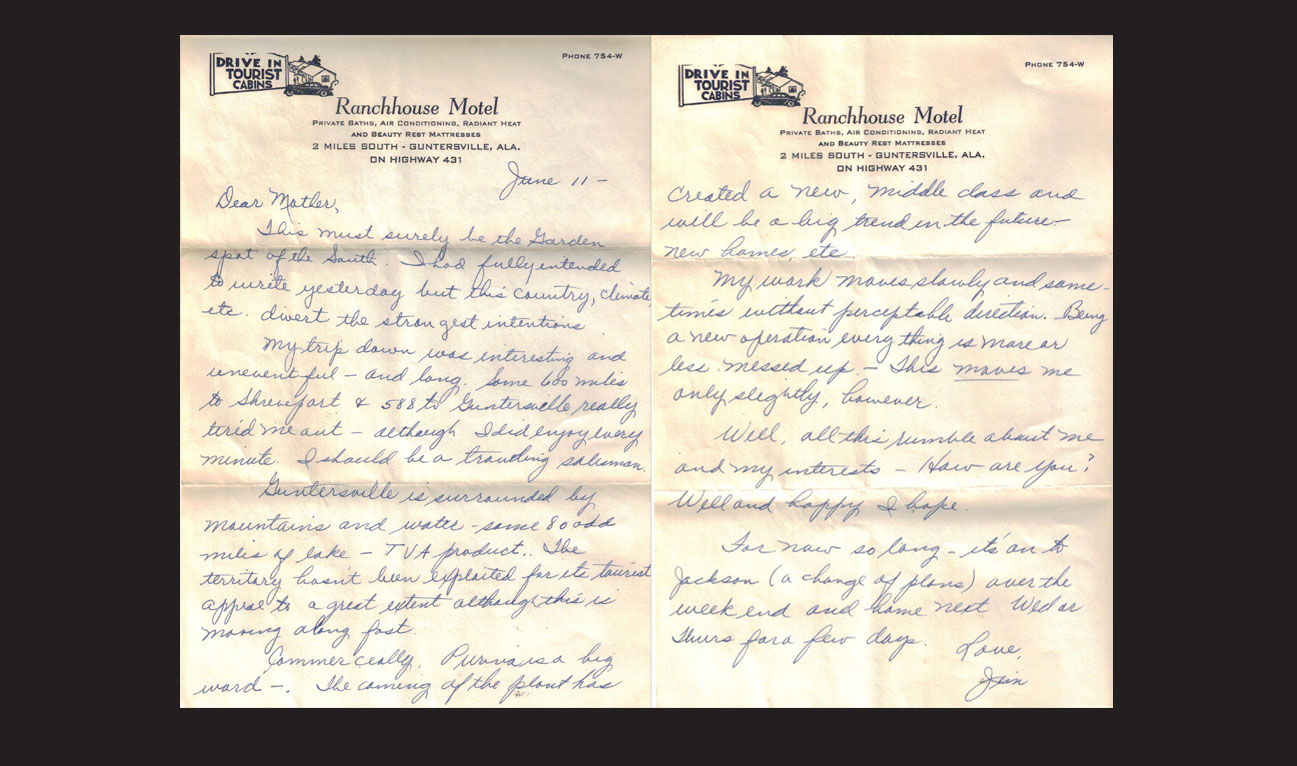 DRIVE IN
TOURIST
CABINS
PHONE 754-W
Ranchhouse Motel
PRIVATE BATHS, AIR CONDITIONING, RADIANT HEAT
AND BEAUTY REST MATTRESSES
2 MILES SOUTH - GUNTERSVILLE, ALA.
ON HIGHWAY 431
June 11 —
Dear Mother,
This must surely be the Garden
spot of the South. I had fully intended
to write yesterday but this country, climate
etc. divert the strongest intentions.
My trip down was interesting and
uneventful — and long. Some 600 miles
to Shreveport & 588 to Guntersville really
tired me out — although I did enjoy every
minute. I should be a traveling salesman.
Guntersville is surrounded by
mountains and water - some 80 odd
miles of lake — TVA product.. The
territory hasn't been exploited for its tourist
appeal to a great extent although this is
moving along fast.
Commercially, Purina is a big
word —. The coming of the plant has
DRIVE IN
TOURIST
CABINS
PHONE 754-W
Ranchhouse Motel
PRIVATE BATHS, AIR CONDITIONING, RADIANT HEAT
AND BEAUTY REST MATTRESSES
2 MILES SOUTH - GUNTERSVILLE, ALA.
ON HIGHWAY 431
created a new, middle class and
will be a big trend in the future -
new homes, etc
My work moves slowly and some-
times without perceptable direction. Being
a new operation every thing is more or
less messed up. — This moves me
only slightly, however.
Well, all this rumble about me
and my interests — How are you?
Well and happy I hope.
For now so long — it's on to
Jackson (a change of plans) over the
week end and home next Wed or
Thurs for a few days.
Love,
Jim